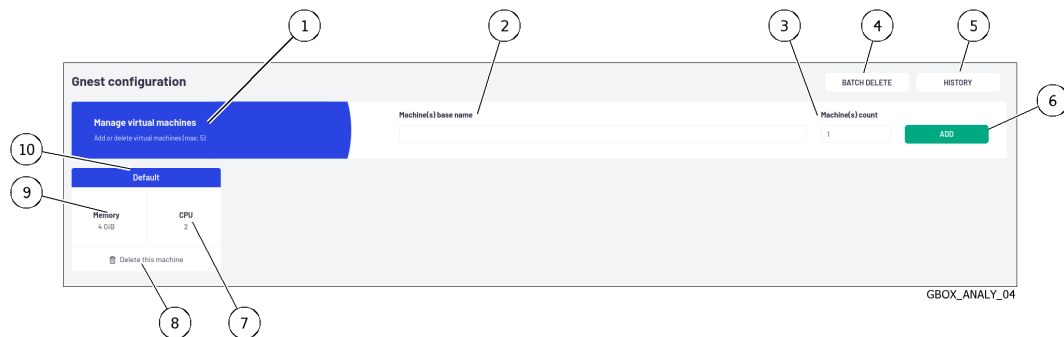 1
2
3
4
5
Gnest configuration
BATCH DELETE
HISTORY
6
Manage virtual machines
Add or delete virtual machines (max: 5)
Machine(s) base name
Machine(s) count
1
ADD
10
Default
9
Memory
4 GiB
CPU
2
Delete this machine
GBOX_ANALY_04
8
7